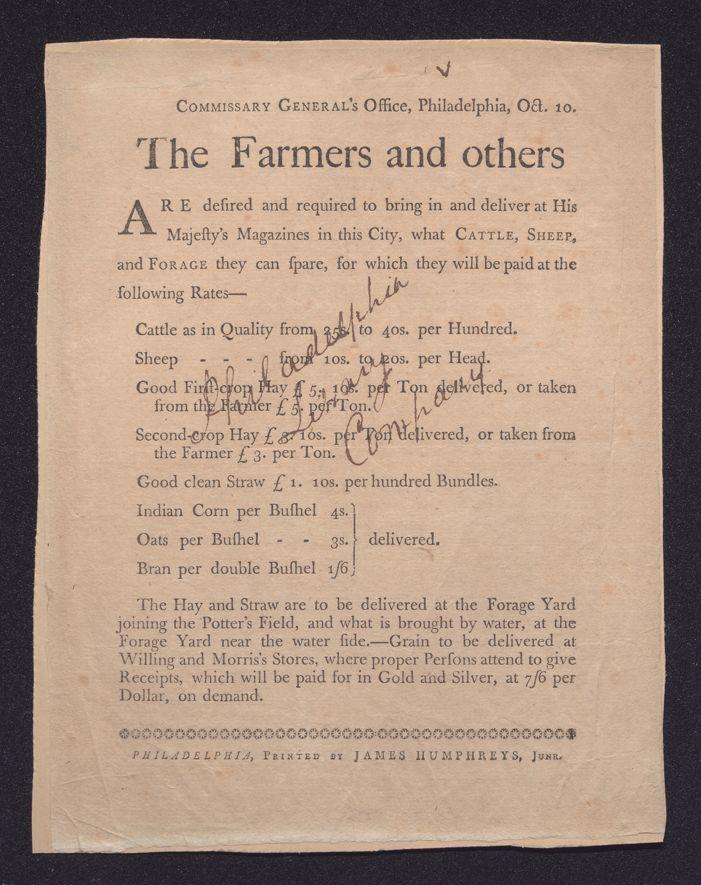 COMMISSARY GENERAL's Office, Philadelphia, Oct. 10.
The Farmers and others
ARE deſired and required to bring in and deliver at His
Majeſty's Magazines in this City, what CATTLE, SHEEP,
and FORAGE they can ſpare, for which they will be paid at the
following Rates—
Cattle as in Quality from 35s. to 40s. per Hundred.
Sheep - - - from 10s. to 20s. per Head.
Good Firſt-crop Hay £ 5. 10s. per Ton delivered, or taken
from the Farmer £ 5. per Ton.
Second-crop Hay £ 3. 10s. per Ton delivered, or taken from
the Farmer £ 3. per Ton.
Good clean Straw £ 1. 10s. per hundred Bundles.
Indian Corn per Buſhel 4s.
Oats per Buſhel - - 3s. } delivered.
Bran per double Buſhel 1ſ6
The Hay and Straw are to be delivered at the Forage Yard
joining the Potter's Field, and what is brought by water, at the
Forage Yard near the water ſide.—Grain to be delivered at
Willing and Morris's Stores, where proper Perſons attend to give
Receipts, which will be paid for in Gold and Silver, at 7ſ6 per
Dollar, on demand.
PHILADELPHIA, PRINTED BY JAMES HUMPHREYS, JUNR.
Philadelphia
Library
Company